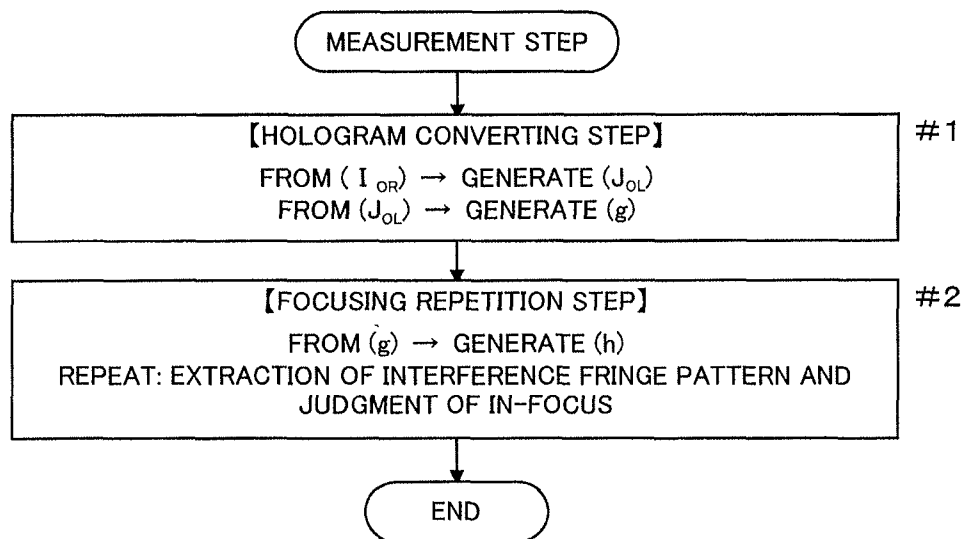 MEASUREMENT STEP
【HOLOGRAM CONVERTING STEP】 #1
FROM ( I OR) → GENERATE (JOL)
FROM (JOL) → GENERATE (g)
【FOCUSING REPETITION STEP】 #2
FROM (g) → GENERATE (h)
REPEAT: EXTRACTION OF INTERFERENCE FRINGE PATTERN AND
JUDGMENT OF IN-FOCUS
END